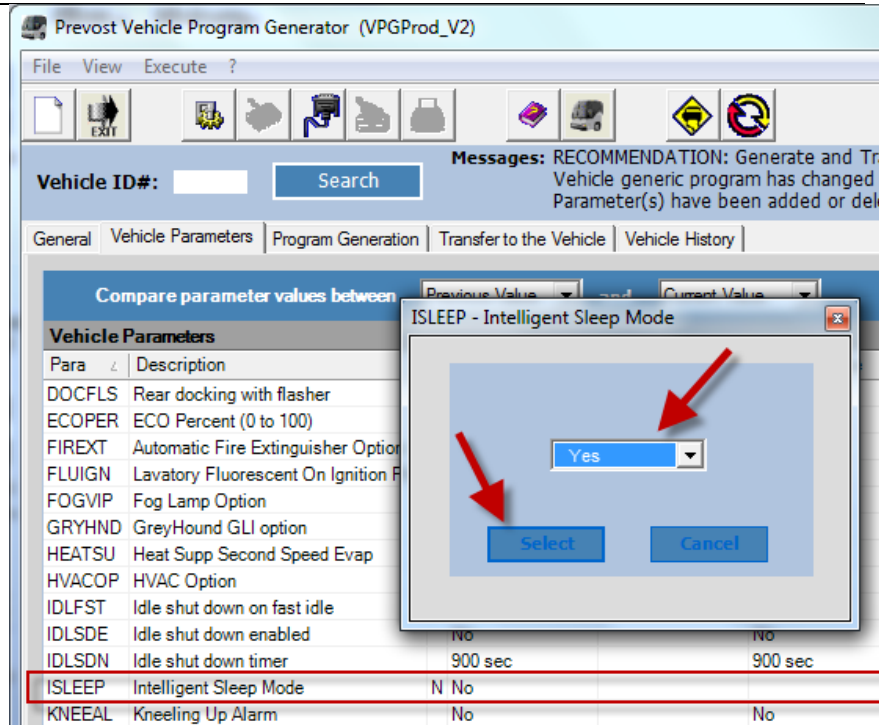 Prevost Vehicle Program Generator (VPGProd_V2)
File View Execute ?
EXIT
Vehicle ID#: Search
Messages: RECOMMENDATION: Generate and Tr
Vehicle generic program has changed
Parameter(s) have been added or del
General Vehicle Parameters Program Generation Transfer to the Vehicle Vehicle History
Compare parameter values between Previous Value and Current Value
ISLEEP - Intelligent Sleep Mode
Yes
Select Cancel
Vehicle Parameters
Para Description
DOCFLS Rear docking with flasher
ECOPER ECO Percent (0 to 100)
FIREXT Automatic Fire Extinguisher Option
FLUIGN Lavatory Fluorescent On Ignition F
FOGVIP Fog Lamp Option
GRYHND GreyHound GLI option
HEATSU Heat Supp Second Speed Evap
HVACOP HVAC Option
IDLFST Idle shut down on fast idle
IDLSDE Idle shut down enabled No No
IDLSDN Idle shut down timer 900 sec 900 sec
ISLEEP Intelligent Sleep Mode N No
KNEEAL Kneeling Up Alarm No No